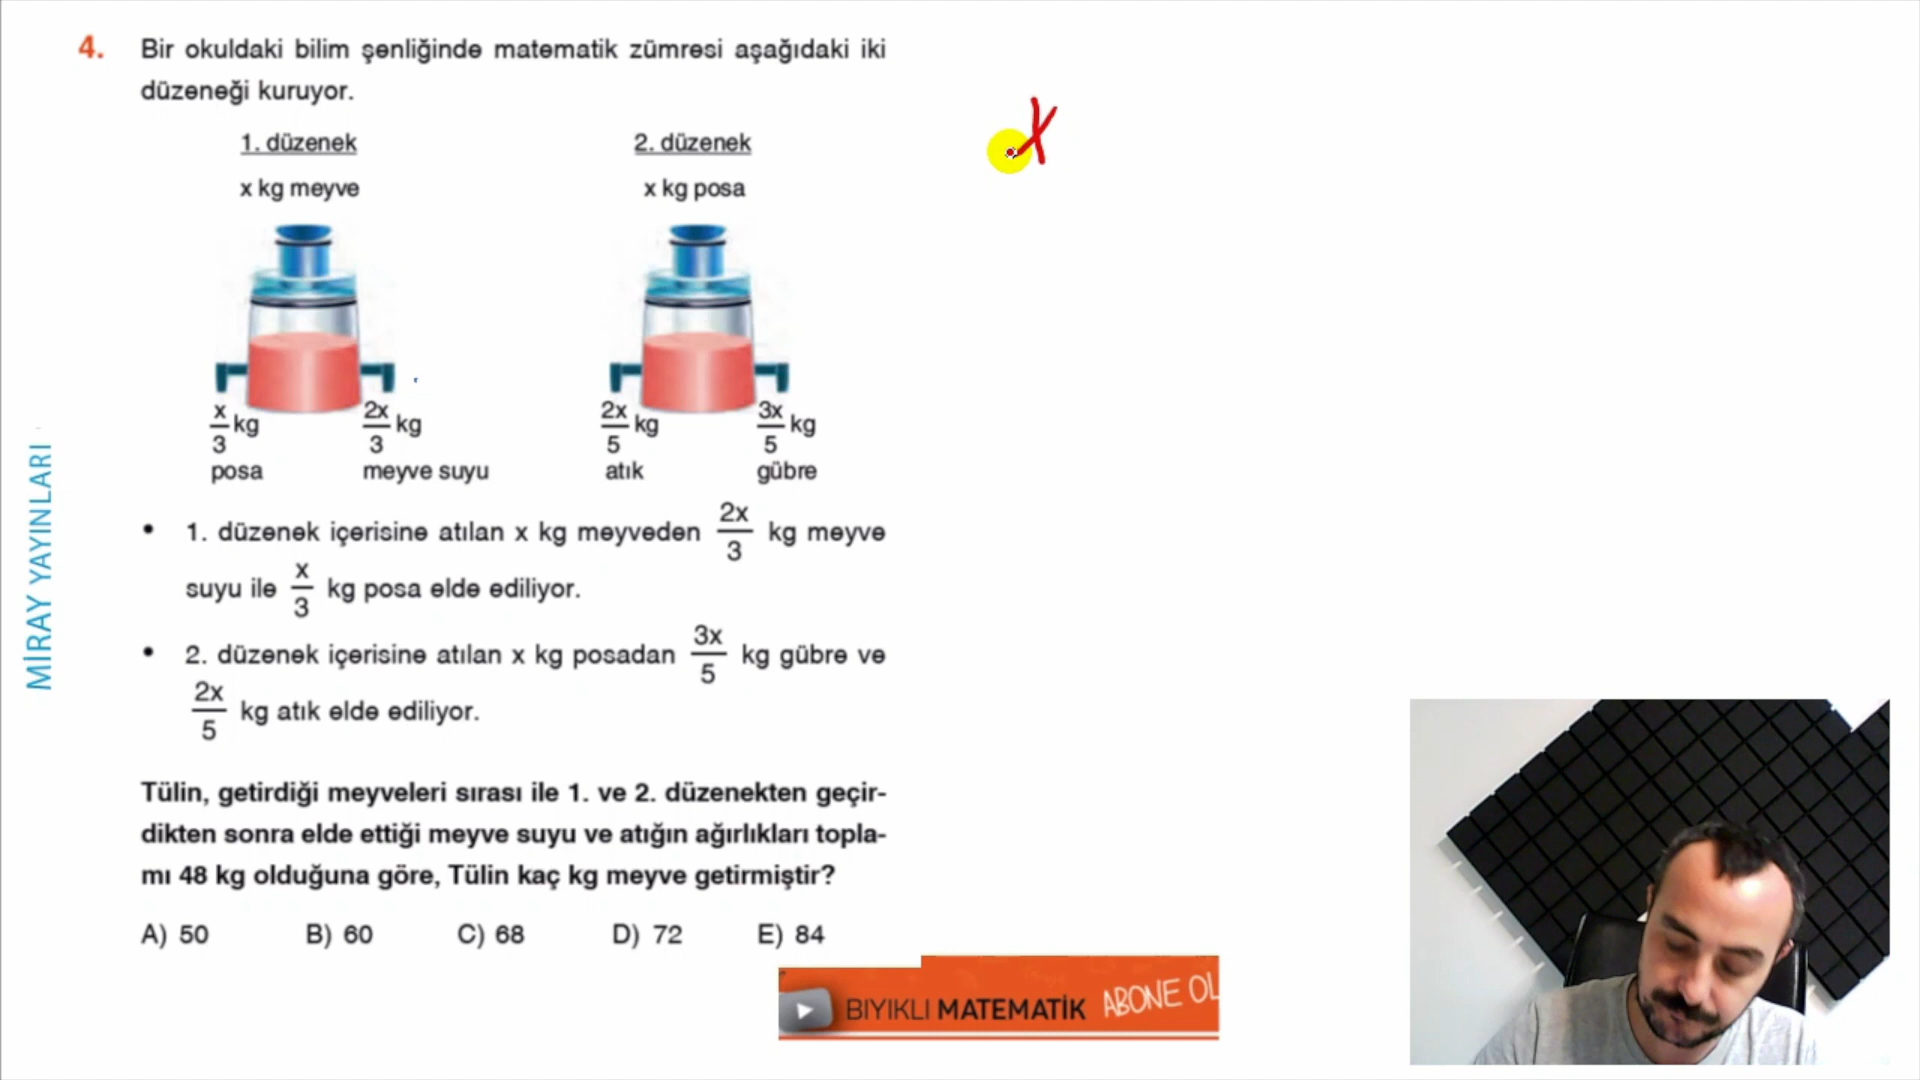 4. Bir okuldaki bilim şenliğinde matematik zümresi aşağıdaki iki
düzeneği kuruyor.
1. düzenek
2. düzenek
x kg meyve
x kg posa
x/3 kg posa
2x/3 kg meyve suyu
2x/5 kg atık
3x/5 kg gübre
• 1. düzenek içerisine atılan x kg meyveden 2x/3 kg meyve
suyu ile x/3 kg posa elde ediliyor.
• 2. düzenek içerisine atılan x kg posadan 3x/5 kg gübre ve
2x/5 kg atık elde ediliyor.
Tülin, getirdiği meyveleri sırası ile 1. ve 2. düzenekten geçir-
dikten sonra elde ettiği meyve suyu ve atığın ağırlıkları topla-
mı 48 kg olduğuna göre, Tülin kaç kg meyve getirmiştir?
A) 50 B) 60 C) 68 D) 72 E) 84
MİRAY YAYINLARI
x
BIYIKLI MATEMATİK ABONE OL